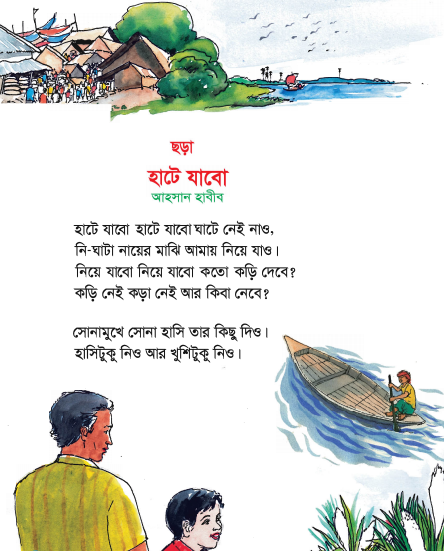 ছড়া
হাটে যাবো
আহসান হাবীব
হাটে যাবো হাটে যাবো ঘাটে নেই নাও,
নি-ঘাটা নায়ের মাঝি আমায় নিয়ে যাও।
নিয়ে যাবো নিয়ে যাবো কতো কড়ি দেবে?
কড়ি নেই কড়া নেই আর কিবা নেবে?
সোনামুখে সোনা হাসি তার কিছু দিও।
হাসিটুকু নিও আর খুশিটুকু নিও।